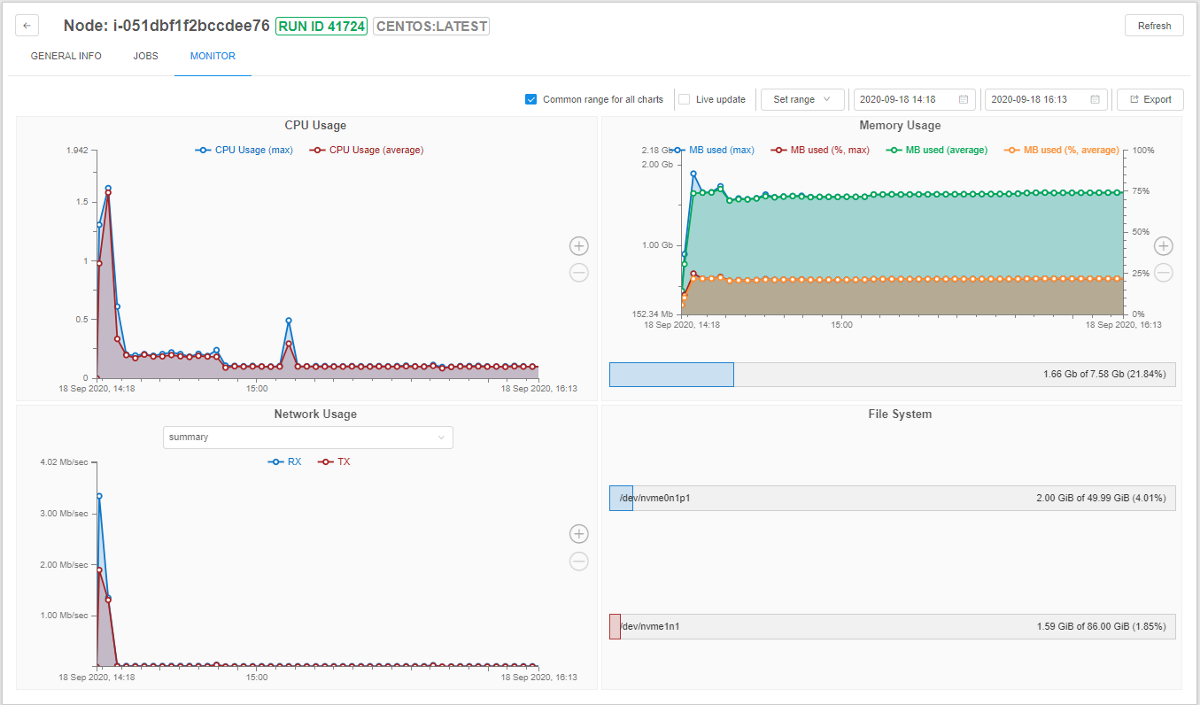 Node: i-051dbf1f2bccdee76 RUN ID 41724 CENTOS:LATEST Refresh
GENERAL INFO JOBS MONITOR
Common range for all charts Live update Set range 2020-09-18 14:18 2020-09-18 16:13 Export
CPU Usage
CPU Usage (max) CPU Usage (average)
1.942
1.5
1
0.5
0
18 Sep 2020, 14:18 15:00 18 Sep 2020, 16:13
Memory Usage
MB used (max) MB used (%, max) MB used (average) MB used (%, average)
2.18 Gb 100%
2.00 Gb
75%
1.00 Gb 50%
25%
152.34 Mb 0%
18 Sep 2020, 14:18 15:00 18 Sep 2020, 16:13
1.66 Gb of 7.58 Gb (21.84%)
Network Usage
summary
RX TX
4.02 Mb/sec
3.00 Mb/sec
2.00 Mb/sec
1.00 Mb/sec
18 Sep 2020, 14:18 15:00 18 Sep 2020, 16:13
File System
/dev/nvme0n1p1 2.00 GiB of 49.99 GiB (4.01%)
/dev/nvme1n1 1.59 GiB of 86.00 GiB (1.85%)